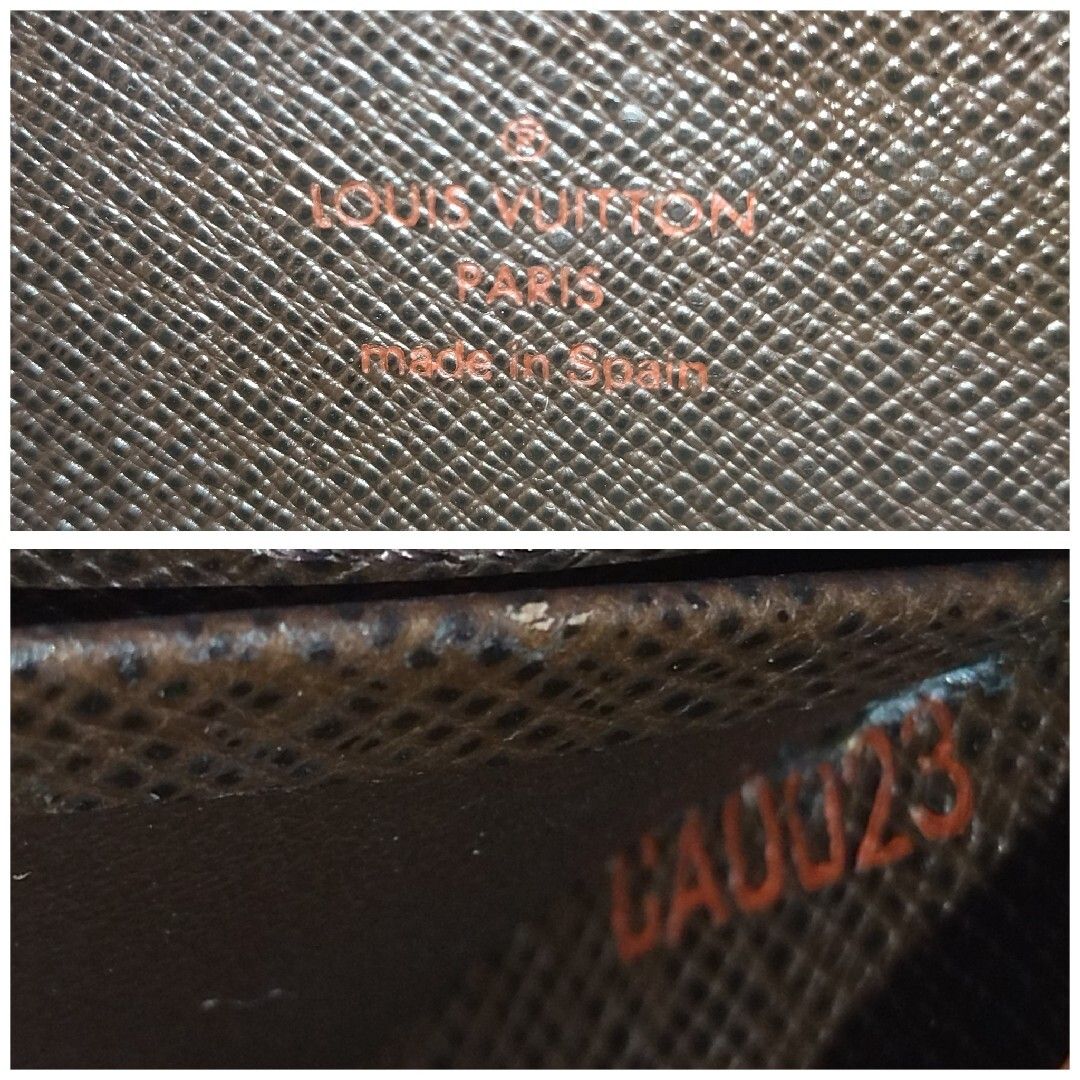 ®
LOUIS VUITTON
PARIS
made in Spain
CA0023